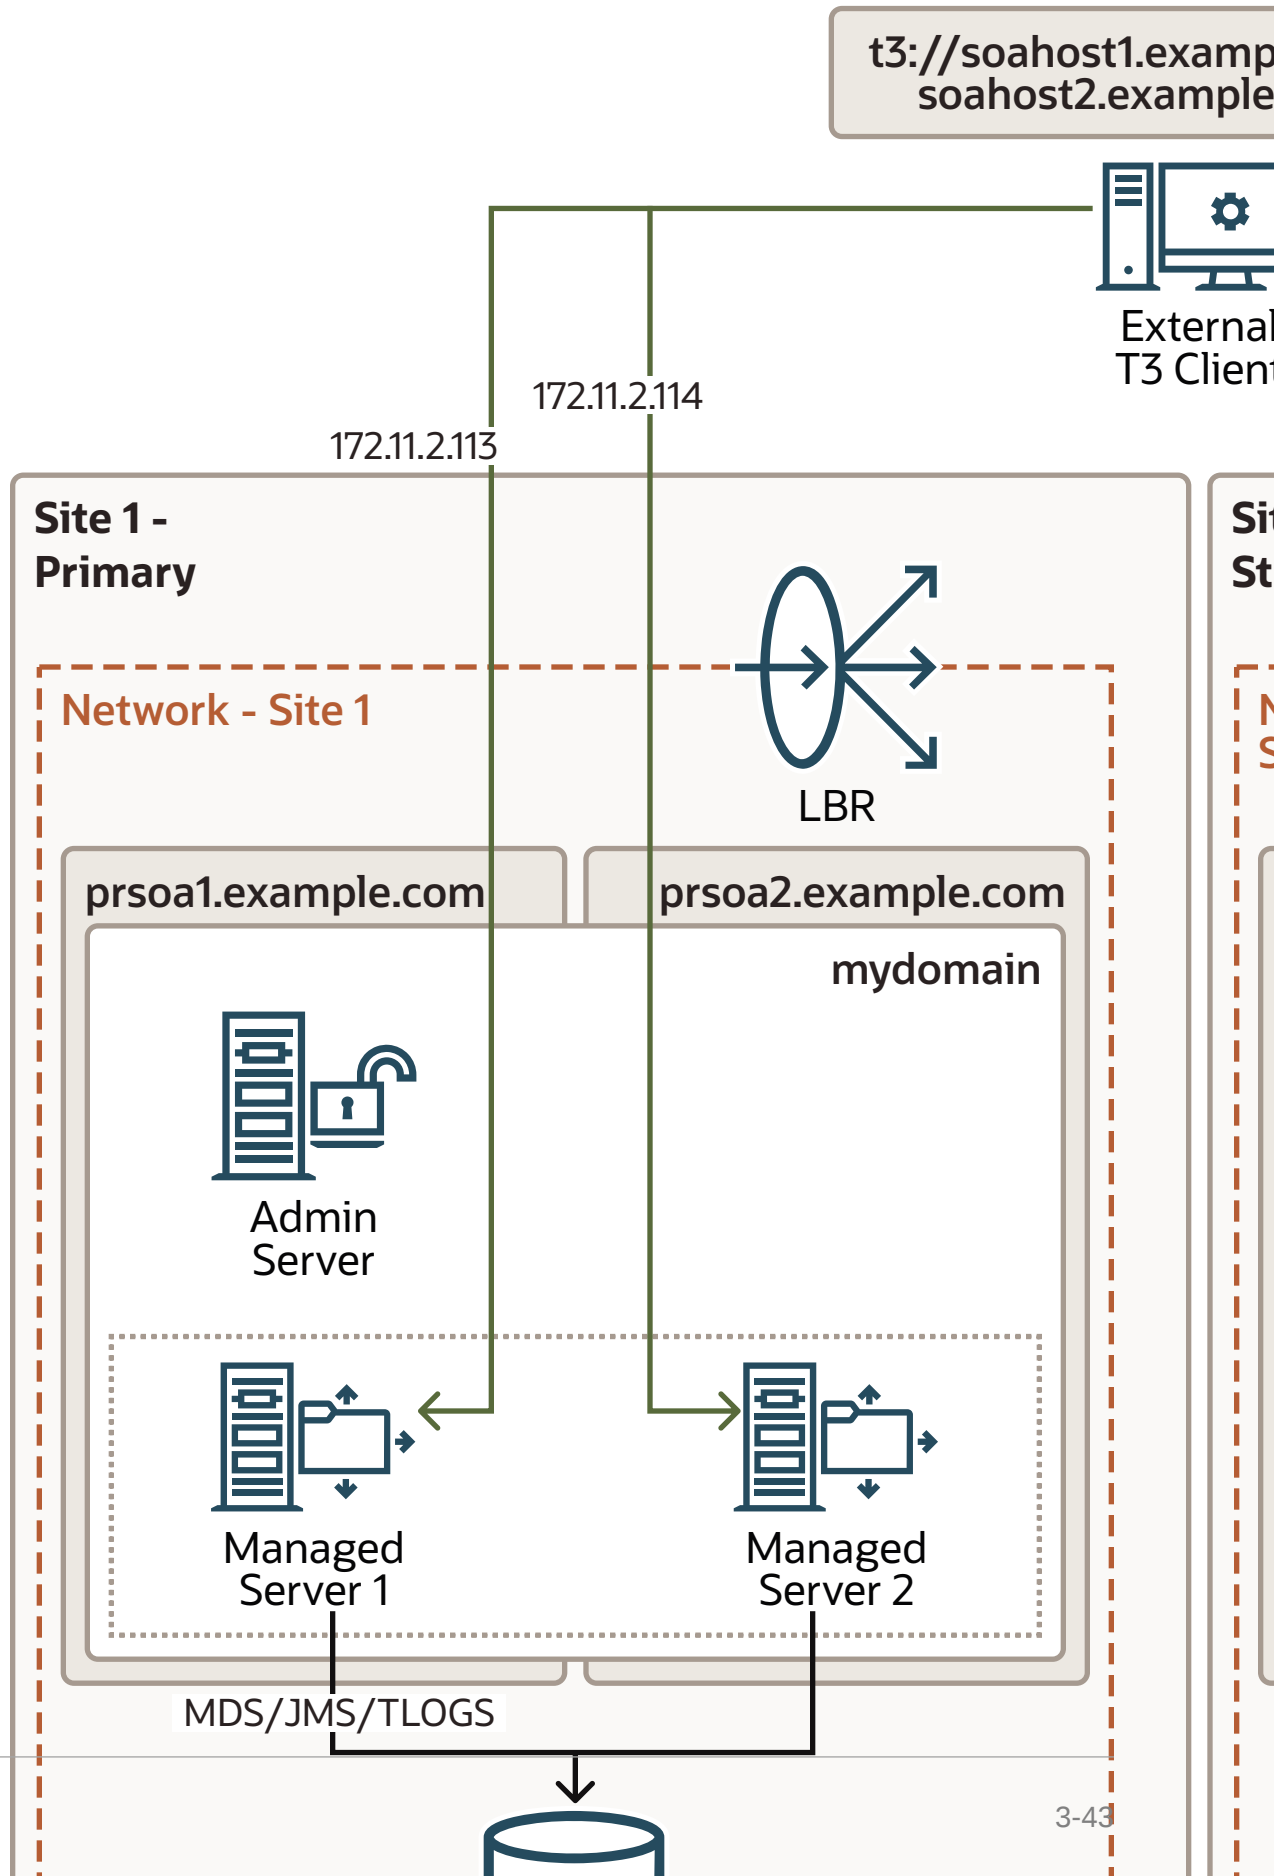 t3://soahost1.examp
soahost2.example
External
T3 Client
172.11.2.114
172.11.2.113
Site 1 -
Primary
Network - Site 1
LBR
prsoa1.example.com
prsoa2.example.com
mydomain
Admin
Server
Managed
Server 1
Managed
Server 2
MDS/JMS/TLOGS
3-43